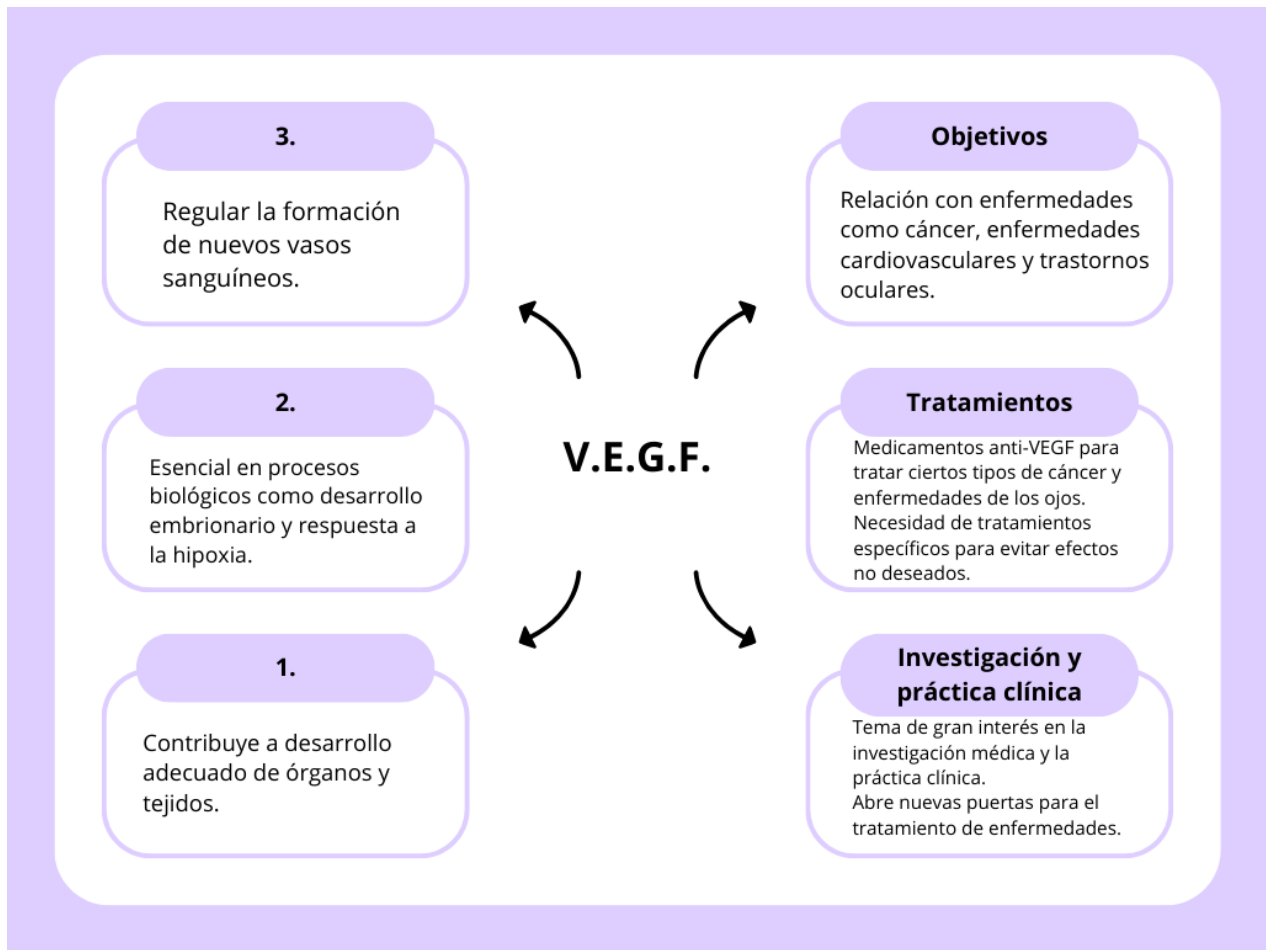 3.
Regular la formación
de nuevos vasos
sanguíneos.
2.
Esencial en procesos
biológicos como desarrollo
embrionario y respuesta a
la hipoxia.
1.
Contribuye a desarrollo
adecuado de órganos y
tejidos.
V.E.G.F.
Objetivos
Relación con enfermedades
como cáncer, enfermedades
cardiovasculares y trastornos
oculares.
Tratamientos
Medicamentos anti-VEGF para
tratar ciertos tipos de cáncer y
enfermedades de los ojos.
Necesidad de tratamientos
específicos para evitar efectos
no deseados.
Investigación y
práctica clínica
Tema de gran interés en la
investigación médica y la
práctica clínica.
Abre nuevas puertas para el
tratamiento de enfermedades.